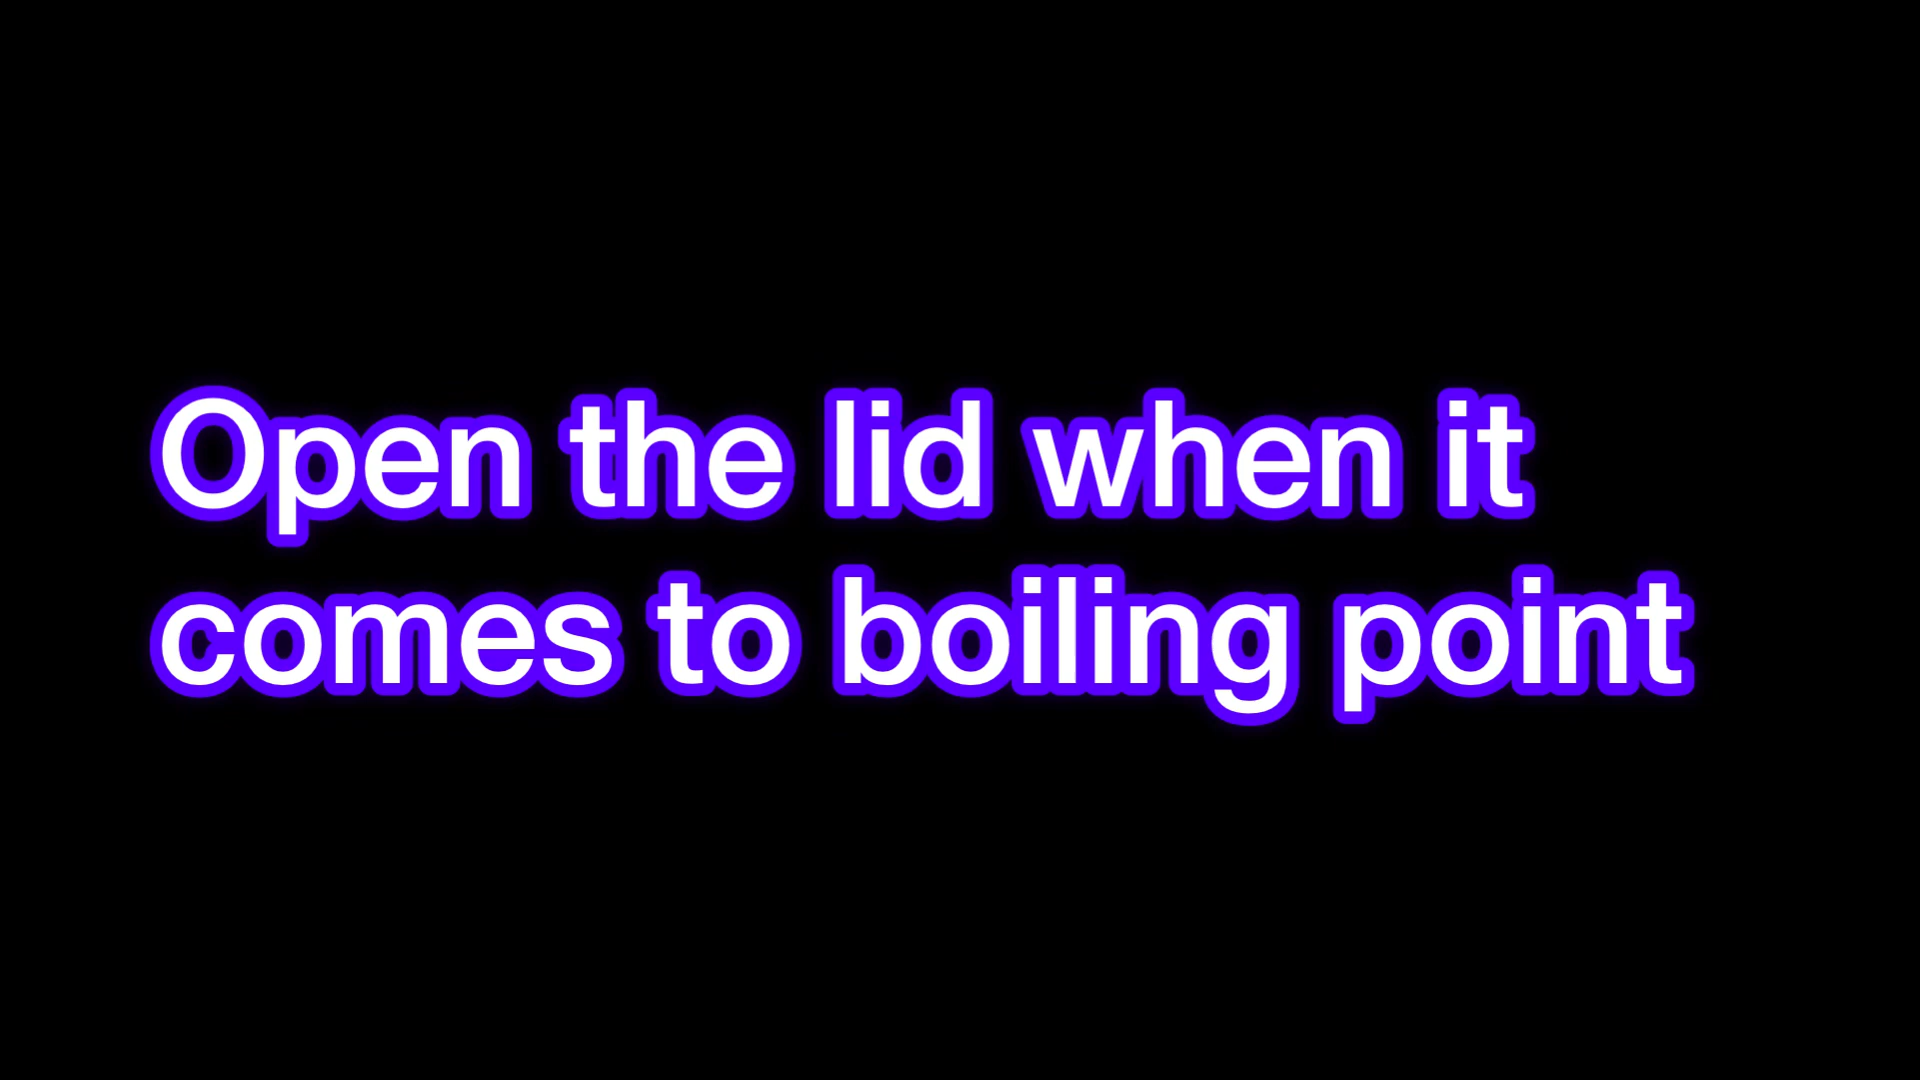 Open the lid when it
comes to boiling point